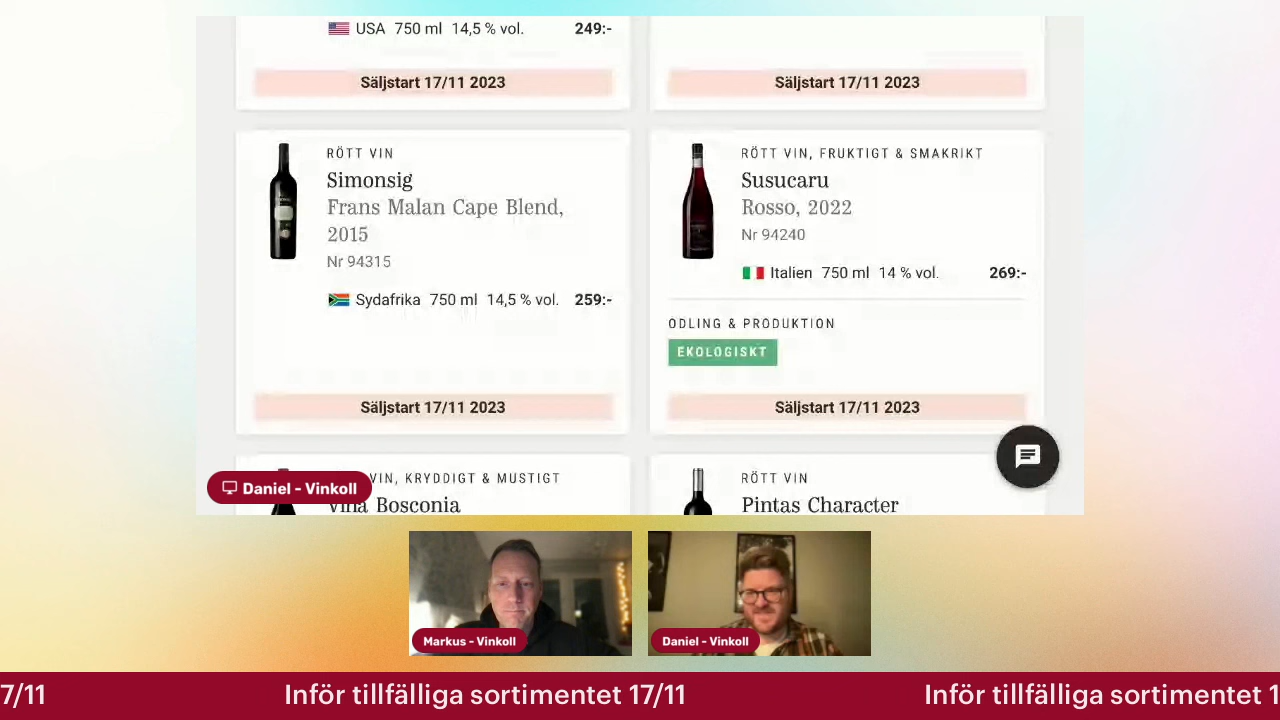 USA 750 ml 14,5 % vol. 249:-
Säljstart 17/11 2023
Säljstart 17/11 2023
RÖTT VIN
Simonsig
Frans Malan Cape Blend,
2015
Nr 94315
Sydafrika 750 ml 14,5 % vol. 259:-
Säljstart 17/11 2023
RÖTT VIN, FRUKTIGT & SMAKRIKT
Susucaru
Rosso, 2022
Nr 94240
Italien 750 ml 14 % vol. 269:-
ODLING & PRODUKTION
EKOLOGISKT
Säljstart 17/11 2023
VIN, KRYDDIGT & MUSTIGT
Viña Bosconia
RÖTT VIN
Pintas Character
Daniel - Vinkoll
Markus - Vinkoll
Daniel - Vinkoll
7/11 Inför tillfälliga sortimentet 17/11 Inför tillfälliga sortimentet 1